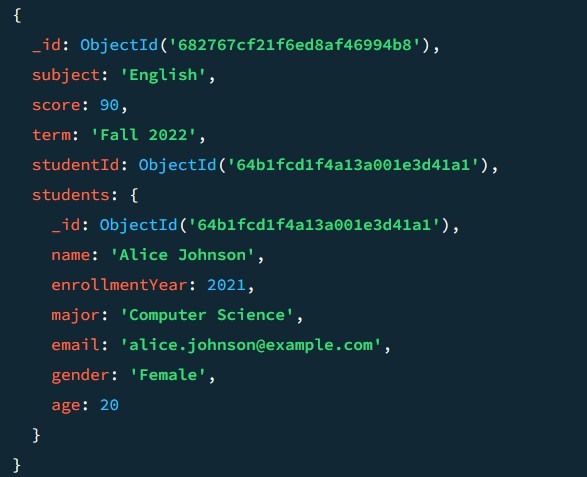 {
  _id: ObjectId('682767cf21f6ed8af46994b8'),
  subject: 'English',
  score: 90,
  term: 'Fall 2022',
  studentId: ObjectId('64b1fcd1f4a13a001e3d41a1'),
  students: {
    _id: ObjectId('64b1fcd1f4a13a001e3d41a1'),
    name: 'Alice Johnson',
    enrollmentYear: 2021,
    major: 'Computer Science',
    email: 'alice.johnson@example.com',
    gender: 'Female',
    age: 20
  }
}